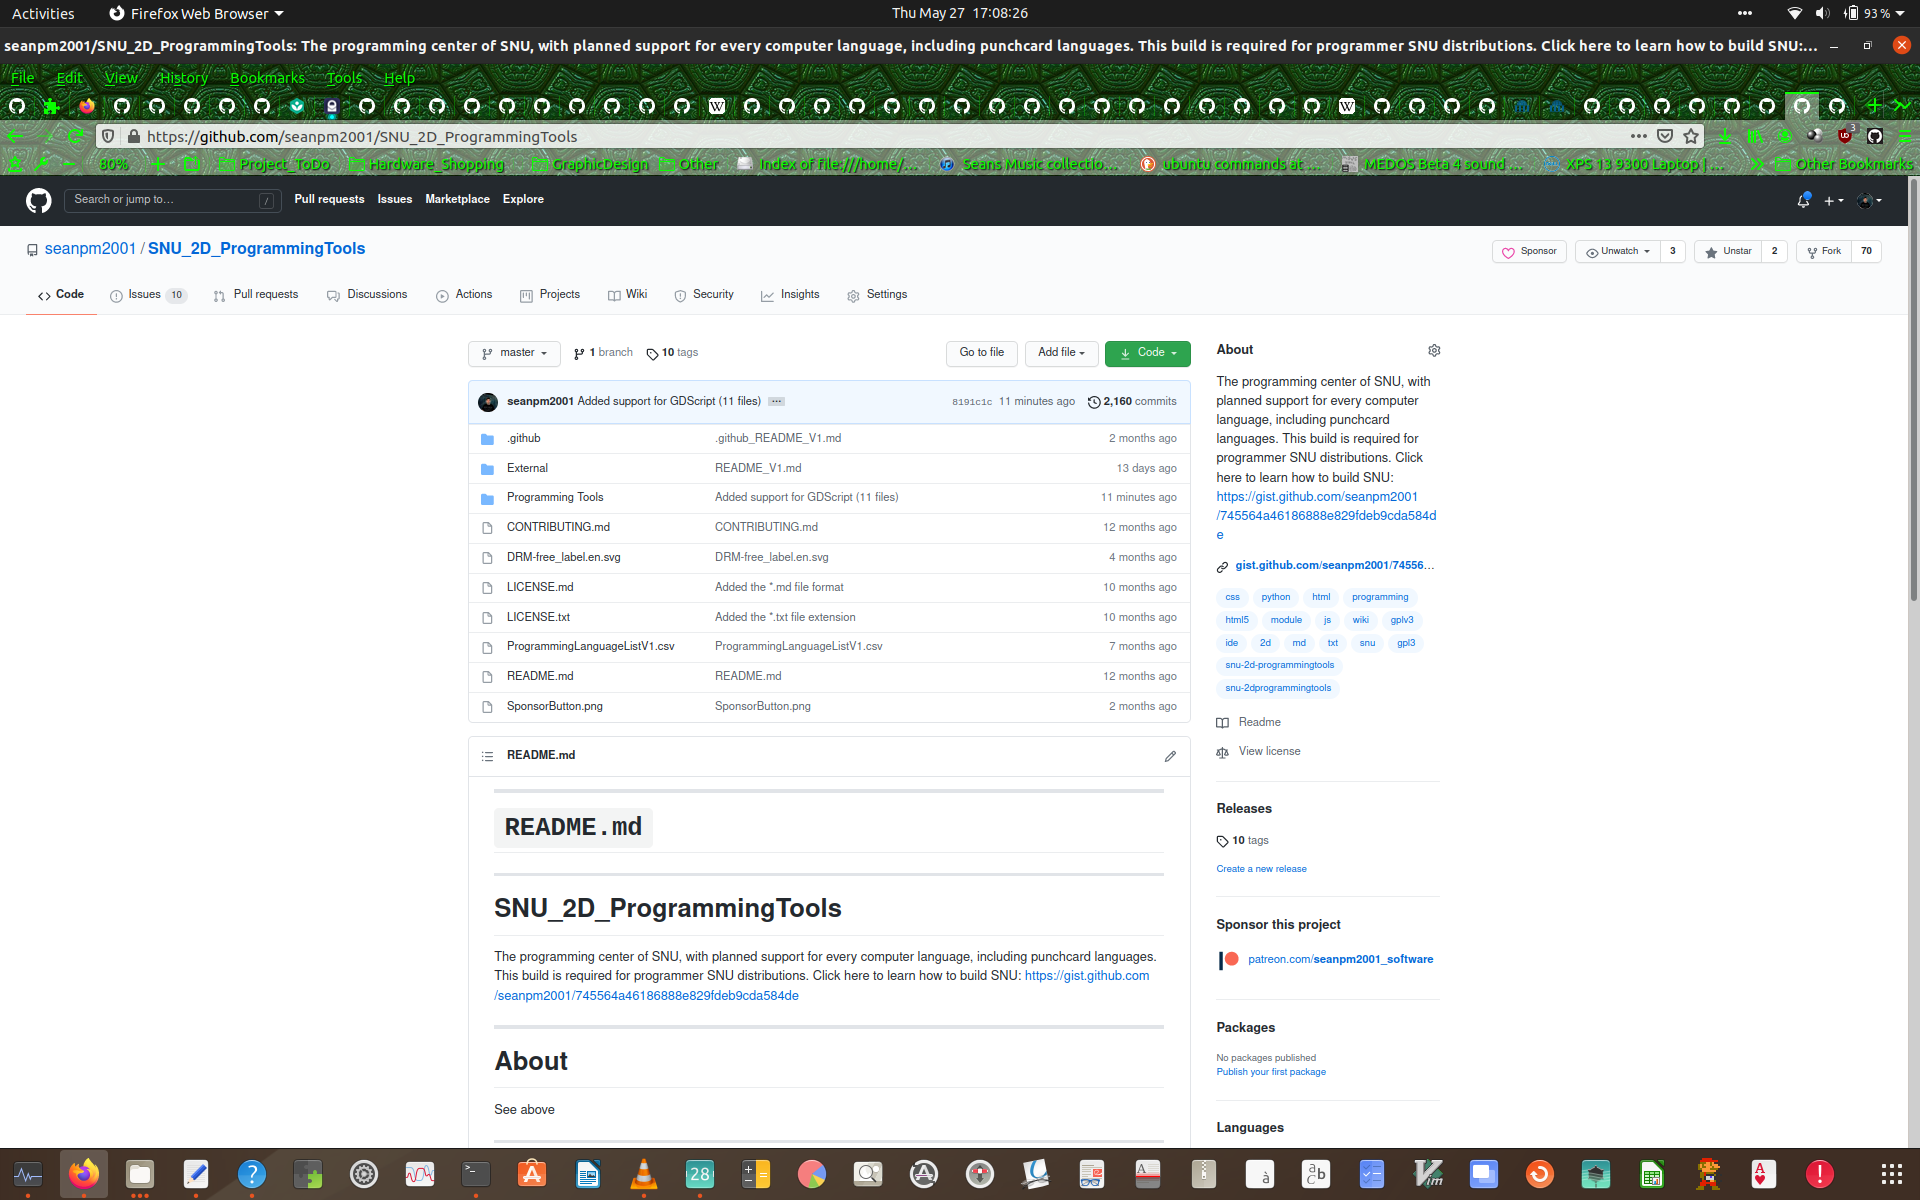 Activities
Firefox Web Browser
Thu May 27  17:08:26
93 %
seanpm2001/SNU_2D_ProgrammingTools: The programming center of SNU, with planned support for every computer language, including punchcard languages. This build is required for programmer SNU distributions. Click here to learn how to build SNU:...
File Edit View History Bookmarks Tools Help
https://github.com/seanpm2001/SNU_2D_ProgrammingTools
3
80%
Project_ToDo
Hardware_Shopping
GraphicDesign
Other
Index of file:///home/...
Seans Music collectio...
ubuntu commands at ...
MEDOS Beta 4 sound ...
XPS 13 9300 Laptop | ...
Other Bookmarks
Search or jump to...
/
Pull requests Issues Marketplace Explore
seanpm2001 / SNU_2D_ProgrammingTools
Sponsor
Unwatch 3
Unstar 2
Fork 70
Code
Issues 10
Pull requests
Discussions
Actions
Projects
Wiki
Security
Insights
Settings
master
1 branch
10 tags
Go to file
Add file
Code
seanpm2001 Added support for GDScript (11 files) ...
8191c1c 11 minutes ago
2,160 commits
.github .github_README_V1.md 2 months ago
External README_V1.md 13 days ago
Programming Tools Added support for GDScript (11 files) 11 minutes ago
CONTRIBUTING.md CONTRIBUTING.md 12 months ago
DRM-free_label.en.svg DRM-free_label.en.svg 4 months ago
LICENSE.md Added the *.md file format 10 months ago
LICENSE.txt Added the *.txt file extension 10 months ago
ProgrammingLanguageListV1.csv ProgrammingLanguageListV1.csv 7 months ago
README.md README.md 12 months ago
SponsorButton.png SponsorButton.png 2 months ago
README.md
README.md
SNU_2D_ProgrammingTools
The programming center of SNU, with planned support for every computer language, including punchcard languages.
This build is required for programmer SNU distributions. Click here to learn how to build SNU: https://gist.github.com
/seanpm2001/745564a46186888e829fdeb9cda584de
About
See above
About
The programming center of SNU, with
planned support for every computer
language, including punchcard
languages. This build is required for
programmer SNU distributions. Click
here to learn how to build SNU:
https://gist.github.com/seanpm2001
/745564a46186888e829fdeb9cda584d
e
gist.github.com/seanpm2001/74556...
css python html programming
html5 module js wiki gplv3
ide 2d md txt snu gpl3
snu-2d-programmingtools
snu-2dprogrammingtools
Readme
View license
Releases
10 tags
Create a new release
Sponsor this project
patreon.com/seanpm2001_software
Packages
No packages published
Publish your first package
Languages
28